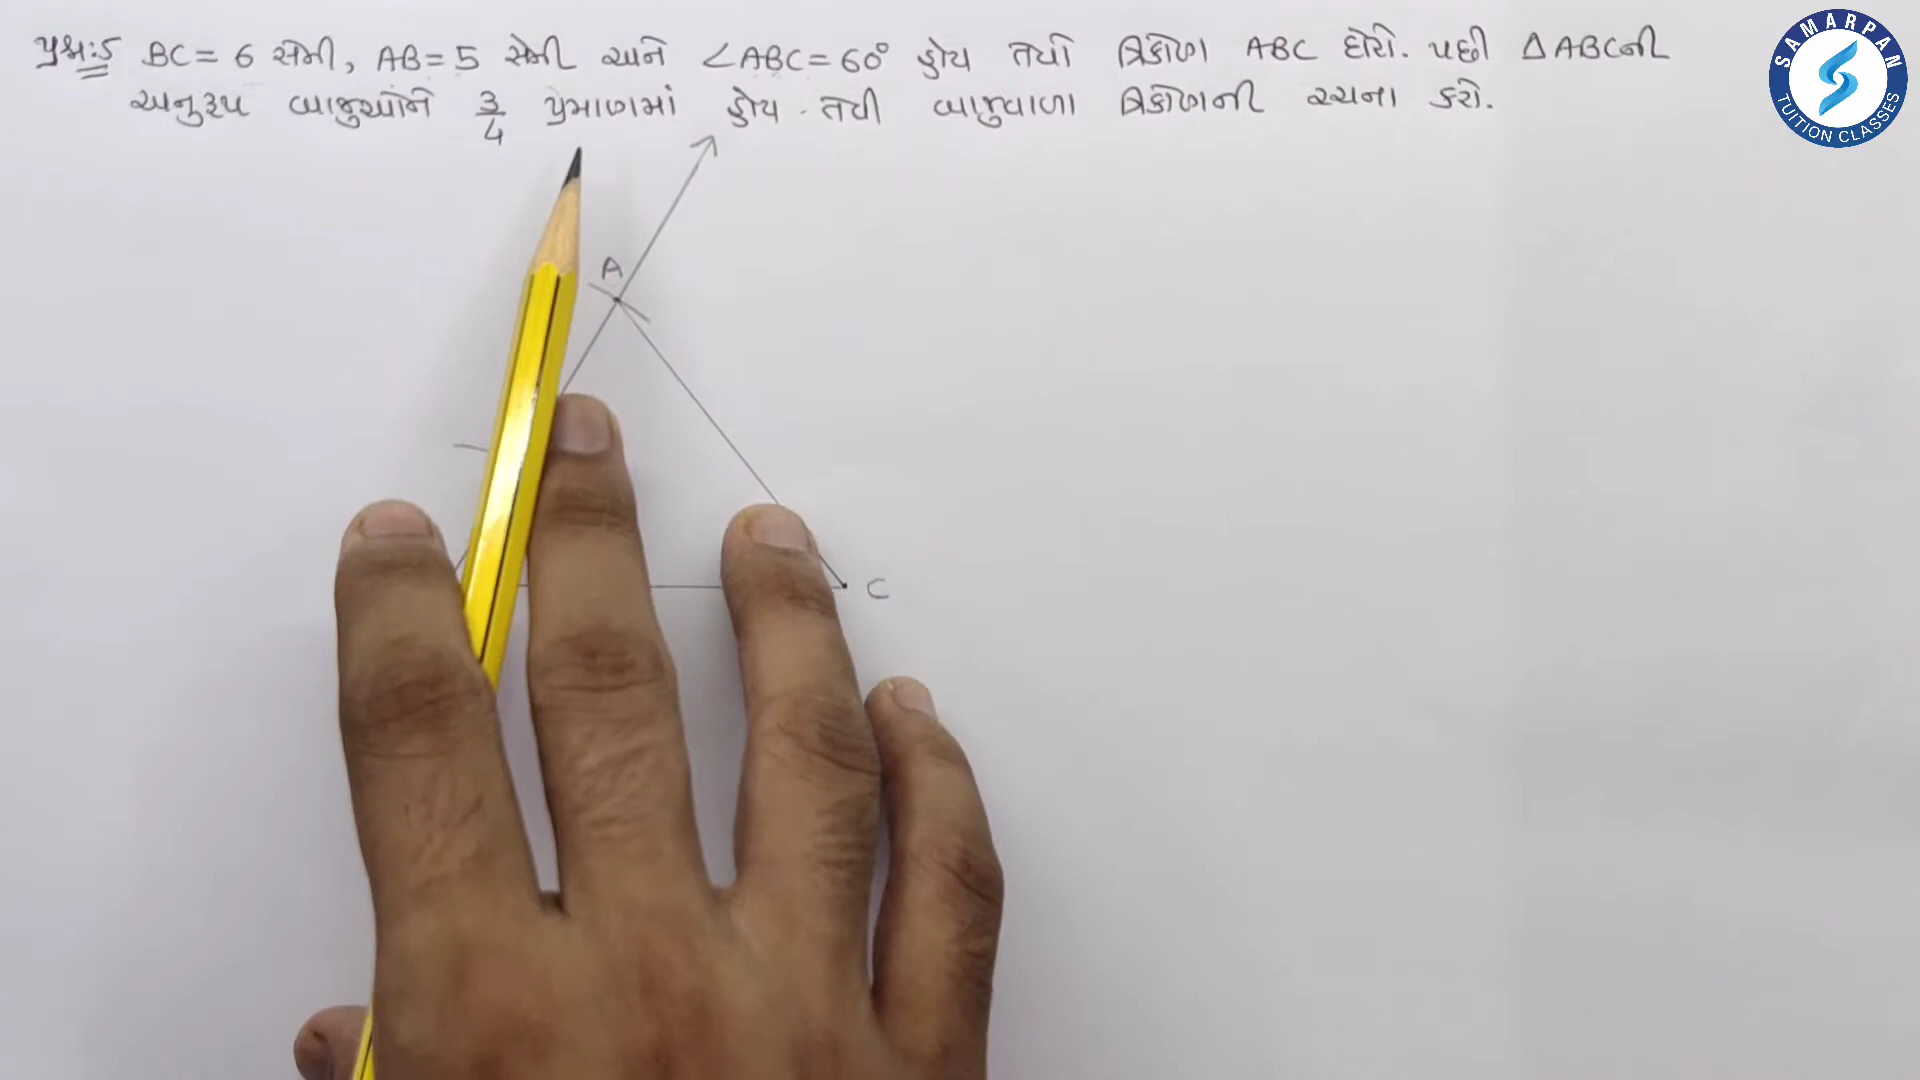 પ્રશ્ન:5 BC = 6 સેમી, AB = 5 સેમી અને ∠ABC = 60° હોય તેવો ત્રિકોણ ABC દોરો. પછી ΔABCની
અનુરૂપ બાજુઓને 3/4 પ્રમાણમાં હોય તેવી બાજુવાળા ત્રિકોણની રચના કરો.
A
C
SAMARPAN
TUITION CLASSES